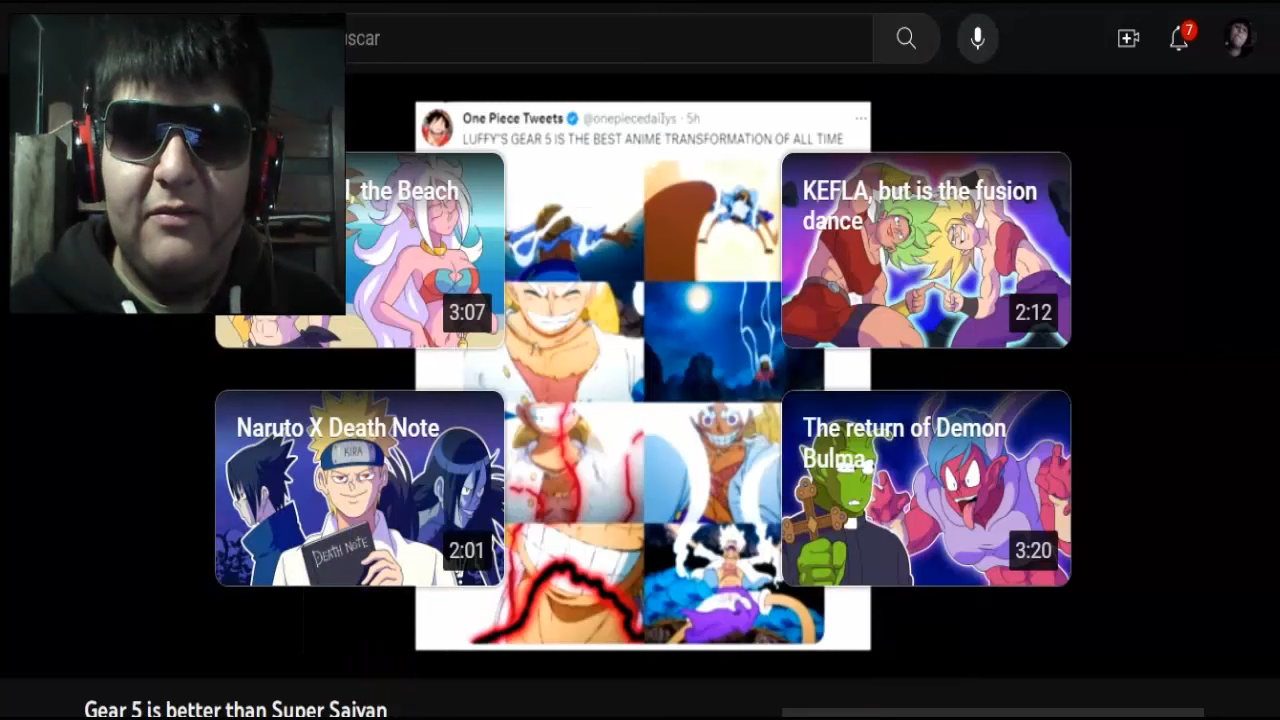 uscar
7
One Piece Tweets @onepiecedaiIys · 5h
LUFFY'S GEAR 5 IS THE BEST ANIME TRANSFORMATION OF ALL TIME
the Beach
3:07
KEFLA, but is the fusion
dance
2:12
Naruto X Death Note
KIRA
DEATH NOTE
2:01
The return of Demon
Bulma
3:20
Gear 5 is better than Super Saiyan